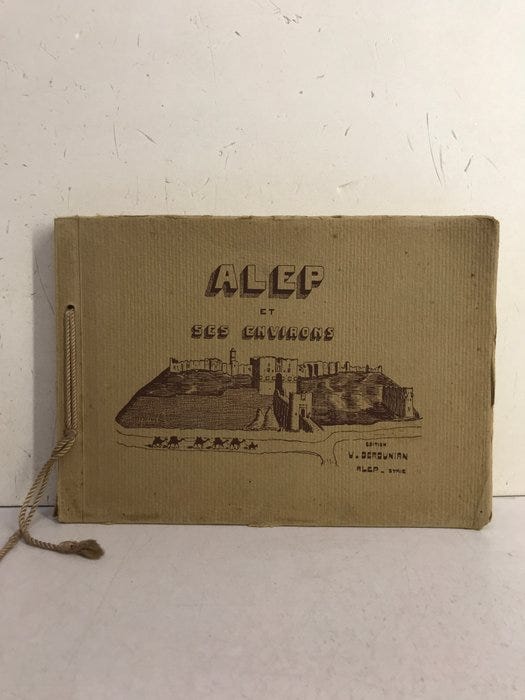 ALEP
ET
SES ENVIRONS
EDITION
V. DEROUNIAN
ALEP - SYRIE